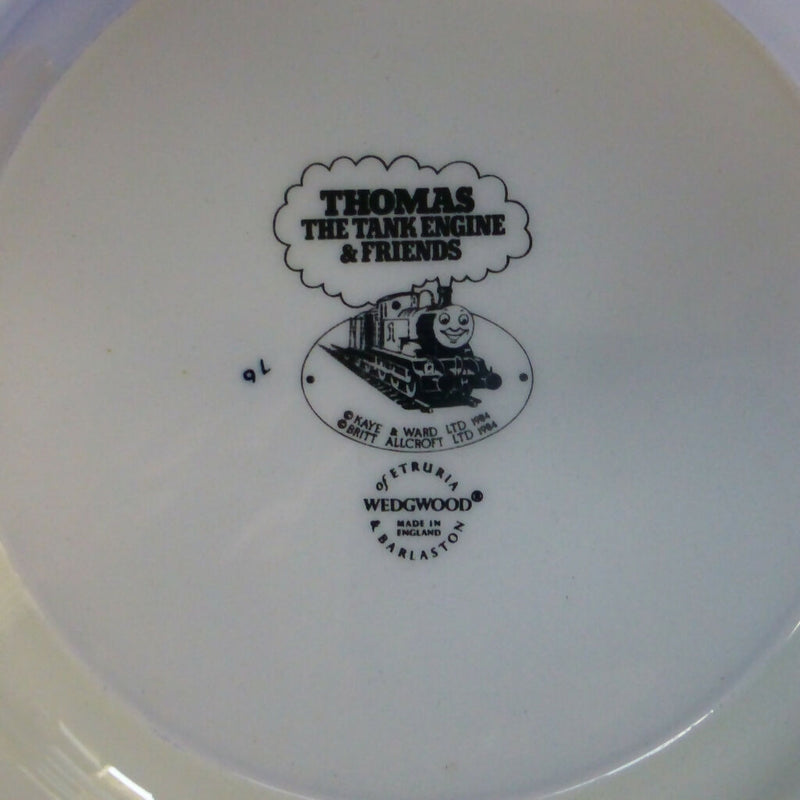 THOMAS
THE TANK ENGINE
& FRIENDS
© KAYE & WARD LTD 1984
© BRITT ALLCROFT LTD 1984
of ETRURIA
WEDGWOOD®
MADE IN
ENGLAND
& BARLASTON